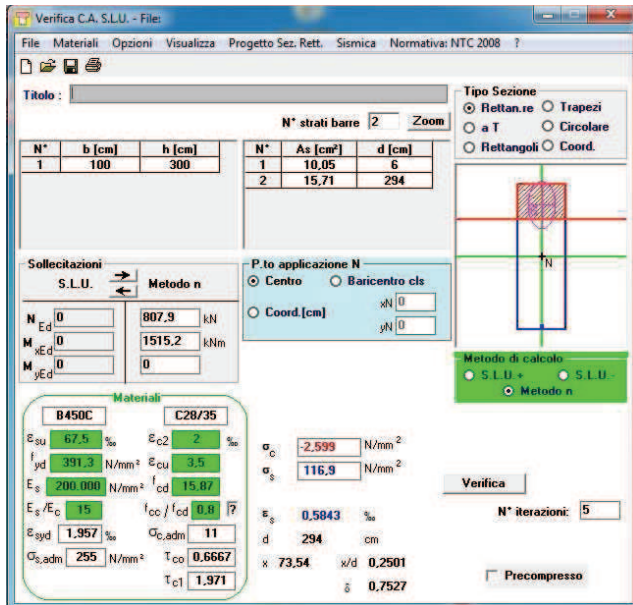 Verifica C.A. S.L.U. - File:
File Materiali Opzioni Visualizza Progetto Sez. Rett. Sismica Normativa: NTC 2008 ?
Titolo :
N° strati barre 2 Zoom
Tipo Sezione
Rettan.re Trapezi
a T Circolare
Rettangoli Coord.
N° b [cm] h [cm]
1 100 300
N° As [cm²] d [cm]
1 10,05 6
2 15,71 294
N
Sollecitazioni
S.L.U. Metodo n
N Ed 0 807,9 kN
M xEd 0 1515,2 kNm
M yEd 0 0
P.to applicazione N
Centro Baricentro cls
Coord.[cm] xN 0
yN 0
Metodo di calcolo
S.L.U.+ S.L.U.-
Metodo n
Materiali
B450C C28/35
εsu 67,5 ‰ εc2 2 ‰
fyd 391,3 N/mm² εcu 3,5
Es 200.000 N/mm² fcd 15,87
Es/Ec 15 fcc/fcd 0,8 ?
εsyd 1,957 ‰ σc,adm 11
σs,adm 255 N/mm² τco 0,6667
τc1 1,971
σc -2,599 N/mm²
σs 116,9 N/mm²
εs 0,5843 ‰
d 294 cm
x 73,54 x/d 0,2501
δ 0,7527
Verifica
N° iterazioni: 5
Precompresso